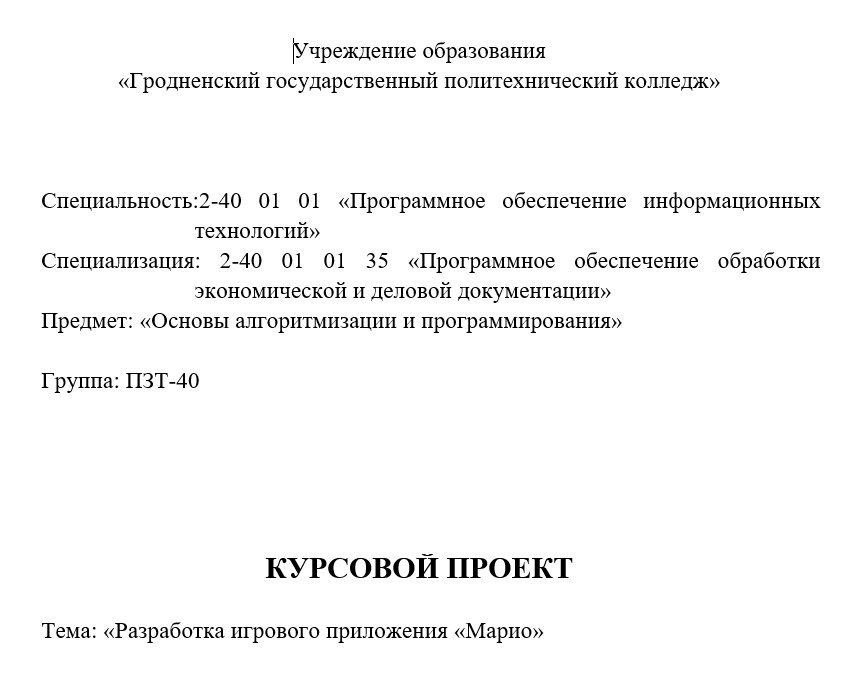 Учреждение образования
«Гродненский государственный политехнический колледж»
Специальность:2-40 01 01 «Программное обеспечение информационных
технологий»
Специализация: 2-40 01 01 35 «Программное обеспечение обработки
экономической и деловой документации»
Предмет: «Основы алгоритмизации и программирования»
Группа: ПЗТ-40
КУРСОВОЙ ПРОЕКТ
Тема: «Разработка игрового приложения «Марио»